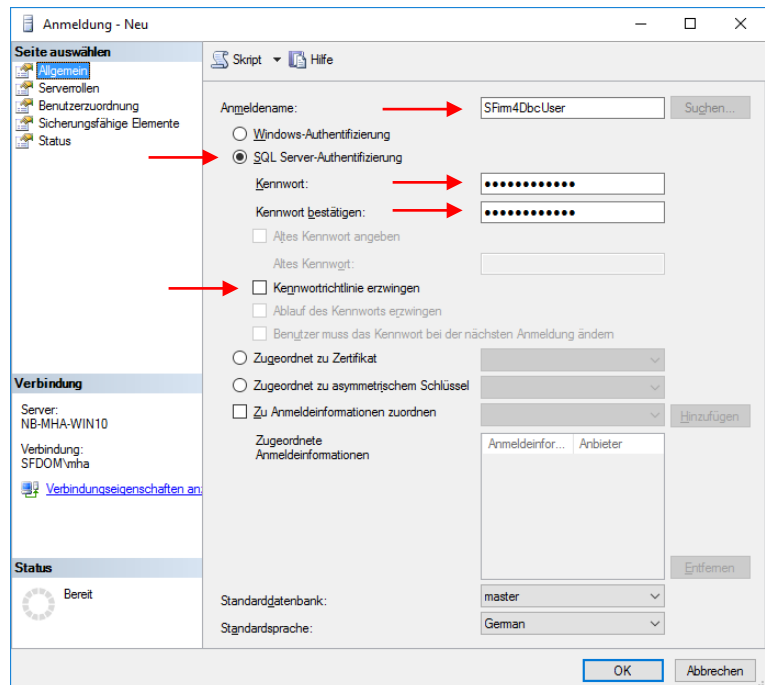 Anmeldung - Neu
Seite auswählen
Allgemein
Serverrollen
Benutzerzuordnung
Sicherungsfähige Elemente
Status
Skript
Hilfe
Anmeldename:
SFirm4DbcUser
Suchen...
Windows-Authentifizierung
SQL Server-Authentifizierung
Kennwort:
●●●●●●●●●●●●
Kennwort bestätigen:
●●●●●●●●●●●●
Altes Kennwort angeben
Altes Kennwort:
Kennwortrichtlinie erzwingen
Ablauf des Kennworts erzwingen
Benutzer muss das Kennwort bei der nächsten Anmeldung ändern
Zugeordnet zu Zertifikat
Zugeordnet zu asymmetrischem Schlüssel
Zu Anmeldeinformationen zuordnen
Hinzufügen
Zugeordnete
Anmeldeinformationen
Anmeldeinfor... Anbieter
Entfernen
Standarddatenbank:
master
Standardsprache:
German
Verbindung
Server:
NB-MHA-WIN10
Verbindung:
SFDOM\mha
Verbindungseigenschaften an:
Status
Bereit
OK
Abbrechen